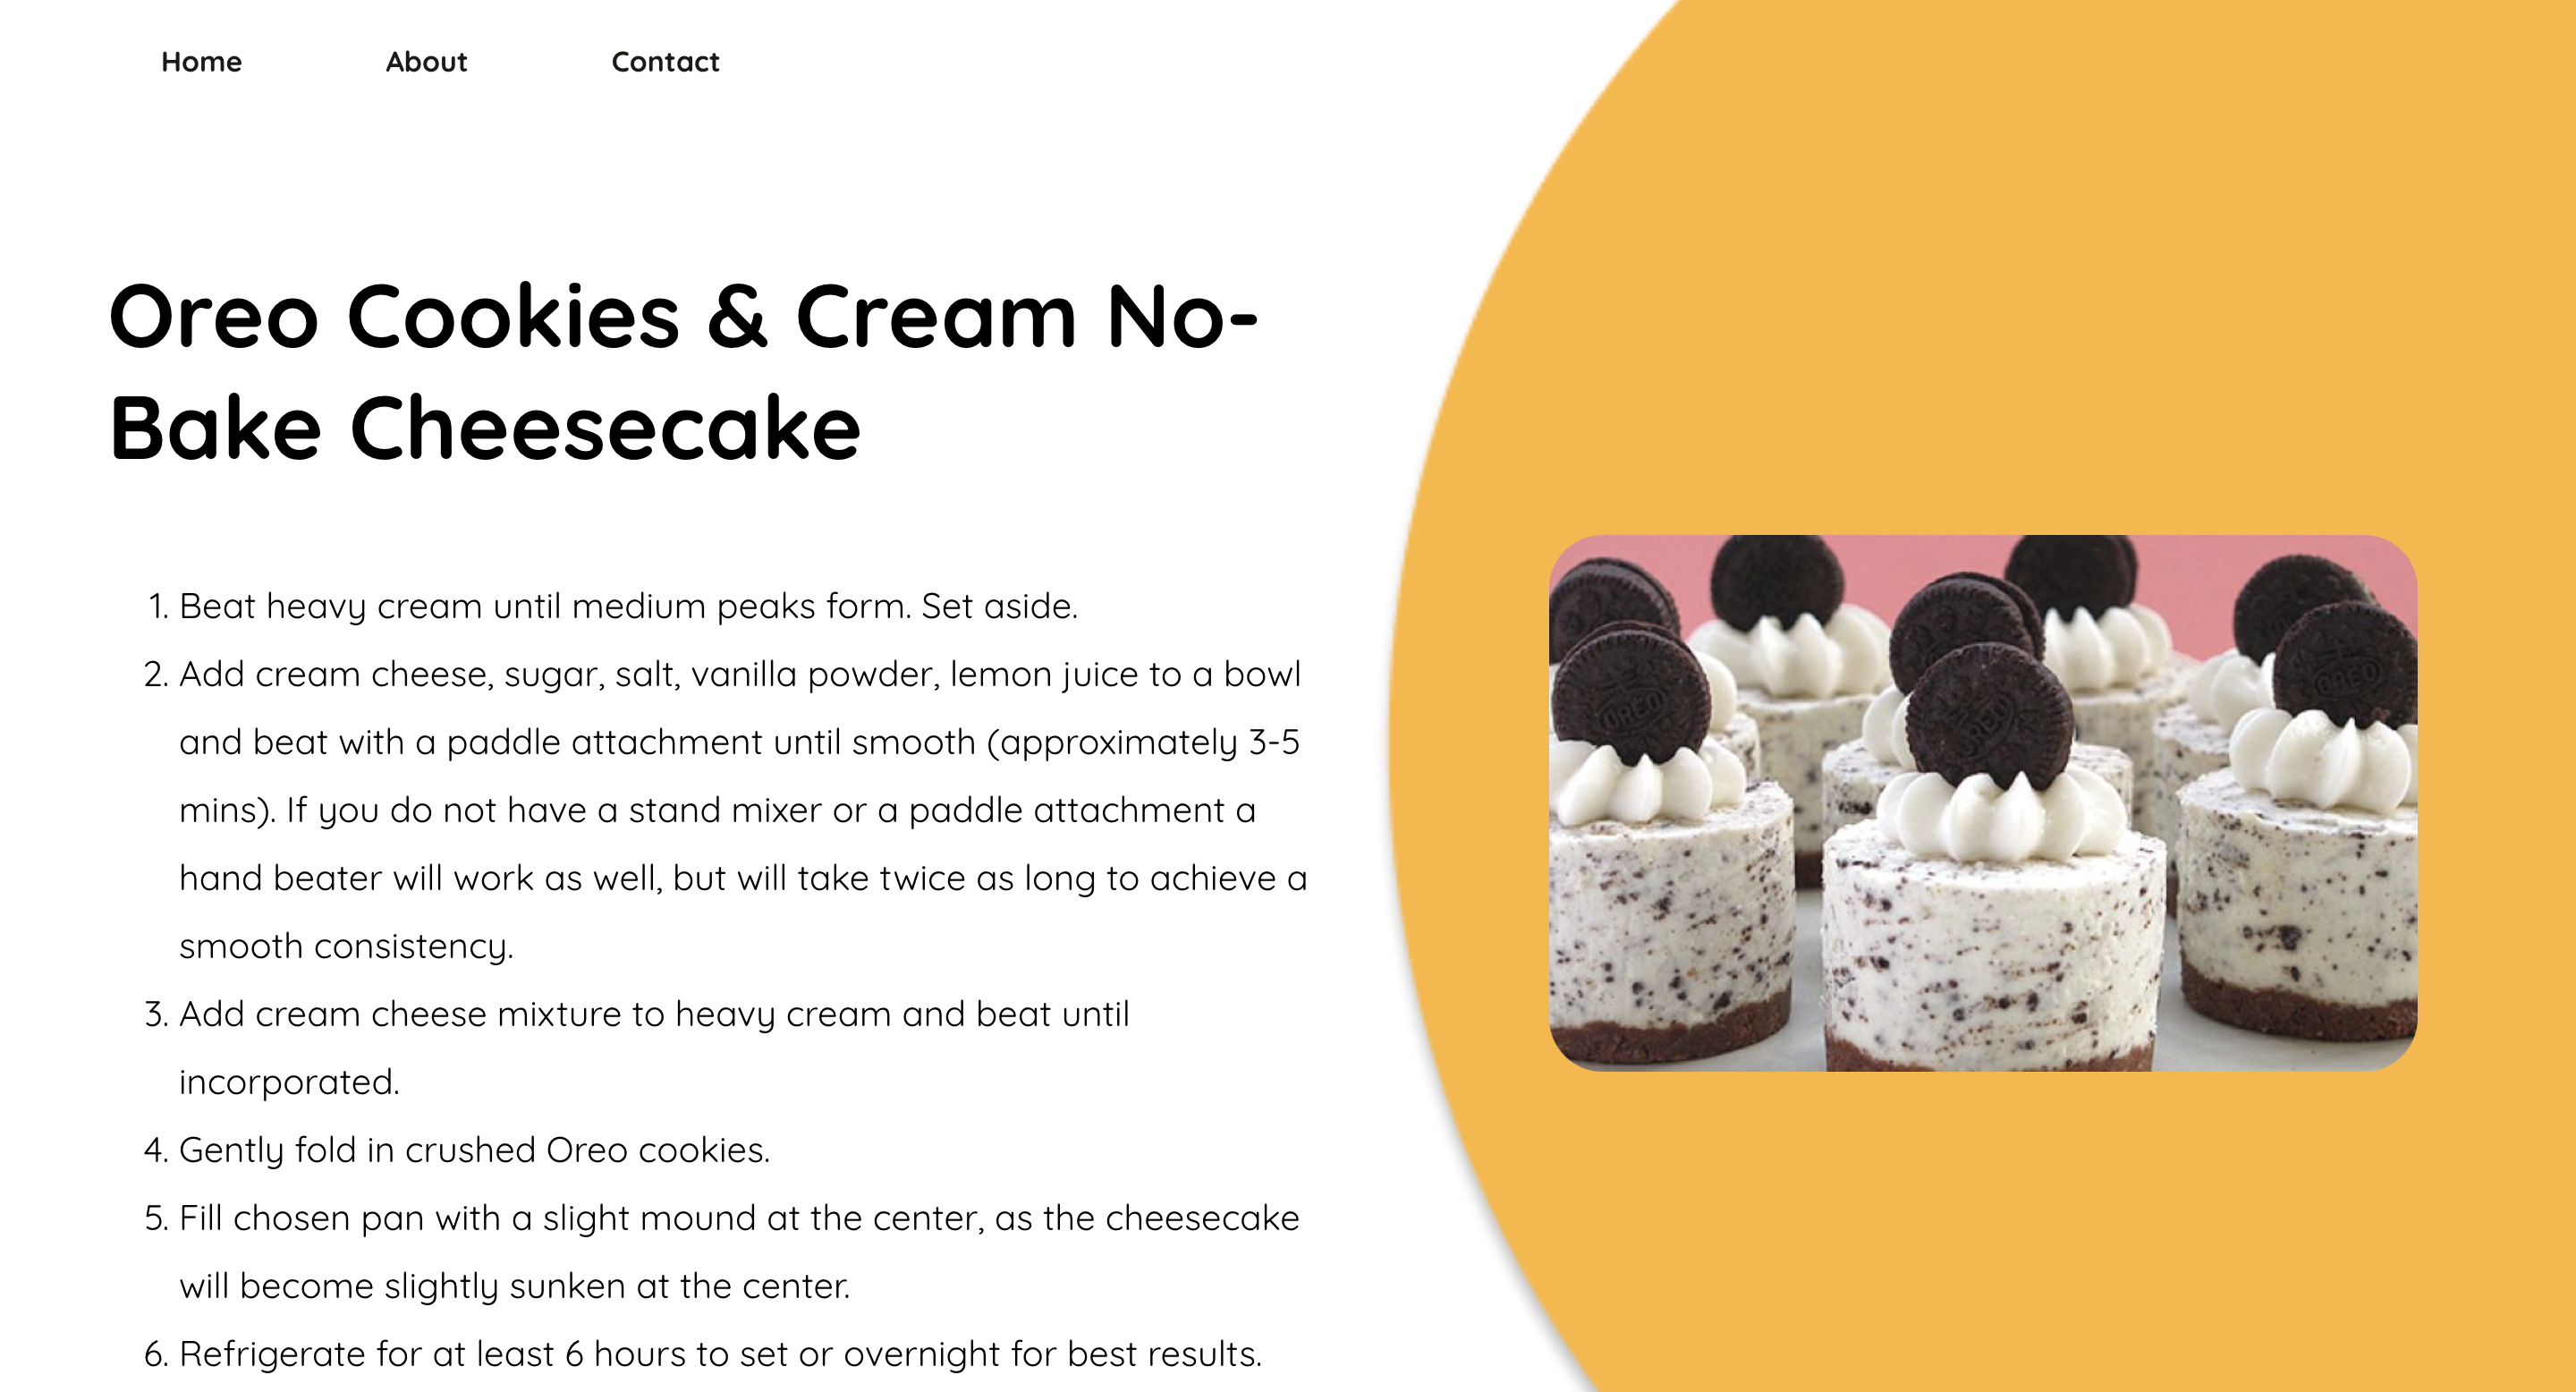 Home About Contact
Oreo Cookies & Cream No-
Bake Cheesecake
1. Beat heavy cream until medium peaks form. Set aside.
2. Add cream cheese, sugar, salt, vanilla powder, lemon juice to a bowl
and beat with a paddle attachment until smooth (approximately 3-5
mins). If you do not have a stand mixer or a paddle attachment a
hand beater will work as well, but will take twice as long to achieve a
smooth consistency.
3. Add cream cheese mixture to heavy cream and beat until
incorporated.
4. Gently fold in crushed Oreo cookies.
5. Fill chosen pan with a slight mound at the center, as the cheesecake
will become slightly sunken at the center.
6. Refrigerate for at least 6 hours to set or overnight for best results.
OREO
OREO
OREO